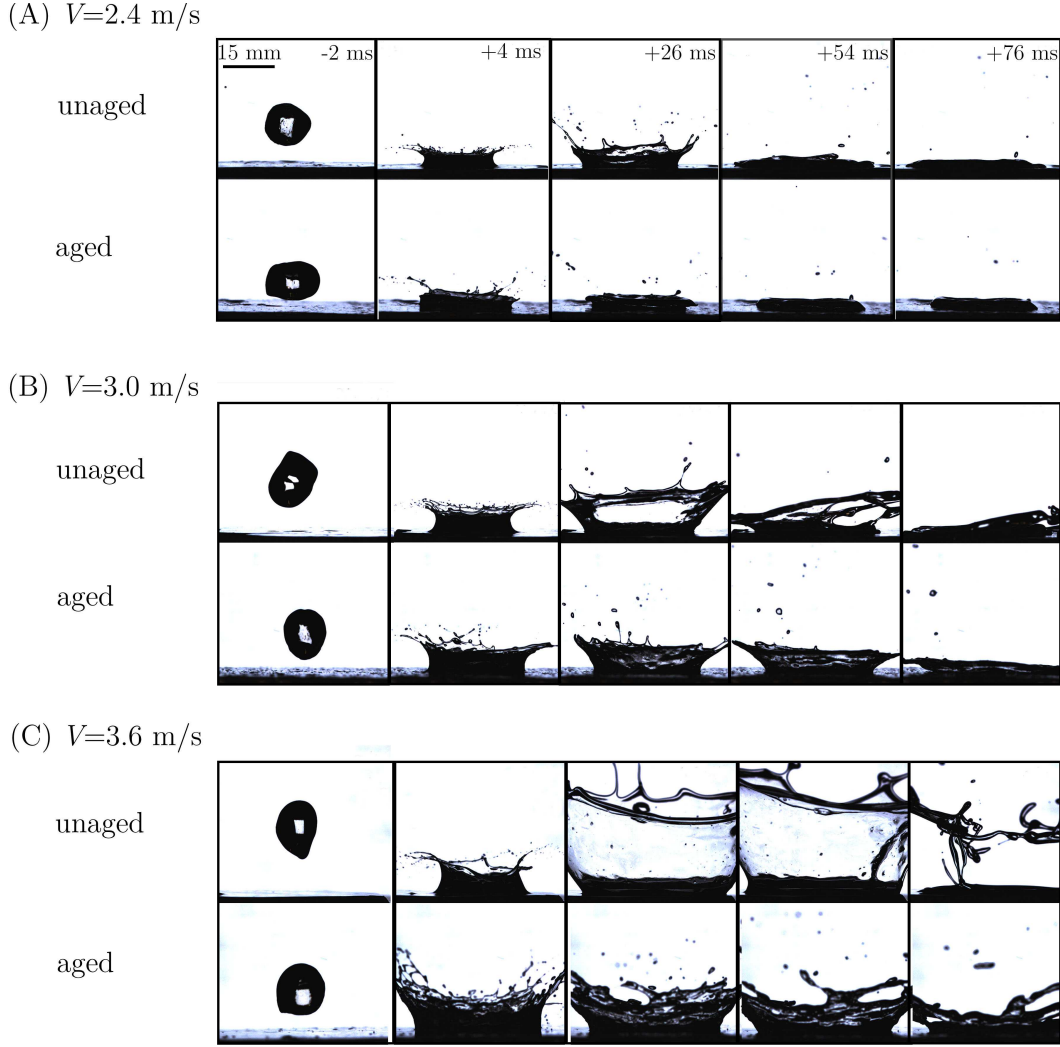 (A) V=2.4 m/s
15 mm -2 ms +4 ms +26 ms +54 ms +76 ms
unaged
aged
(B) V=3.0 m/s
unaged
aged
(C) V=3.6 m/s
unaged
aged